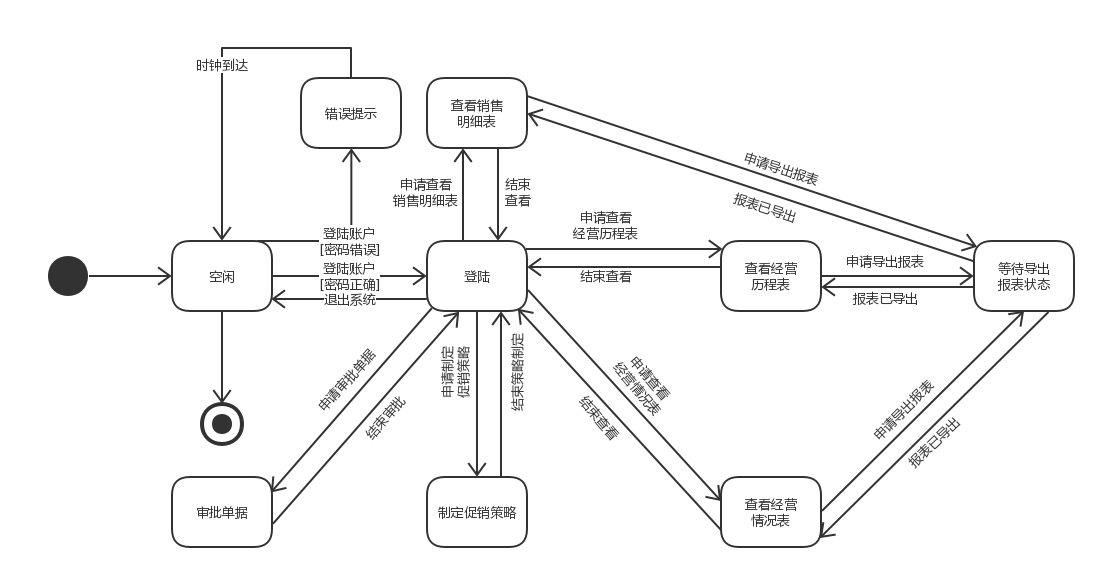 时钟到达
错误提示
查看销售
明细表
申请导出报表
报表已导出
申请查看
销售明细表
结束
查看
申请查看
经营历程表
登陆账户
[密码错误]
空闲
登陆账户
[密码正确]
退出系统
登陆
结束查看
查看经营
历程表
申请导出报表
报表已导出
等待导出
报表状态
申请审批单据
结束审批
申请制定
促销策略
结束策略制定
申请查看
经营情况表
结束查看
申请导出报表
报表已导出
审批单据
制定促销策略
查看经营
情况表